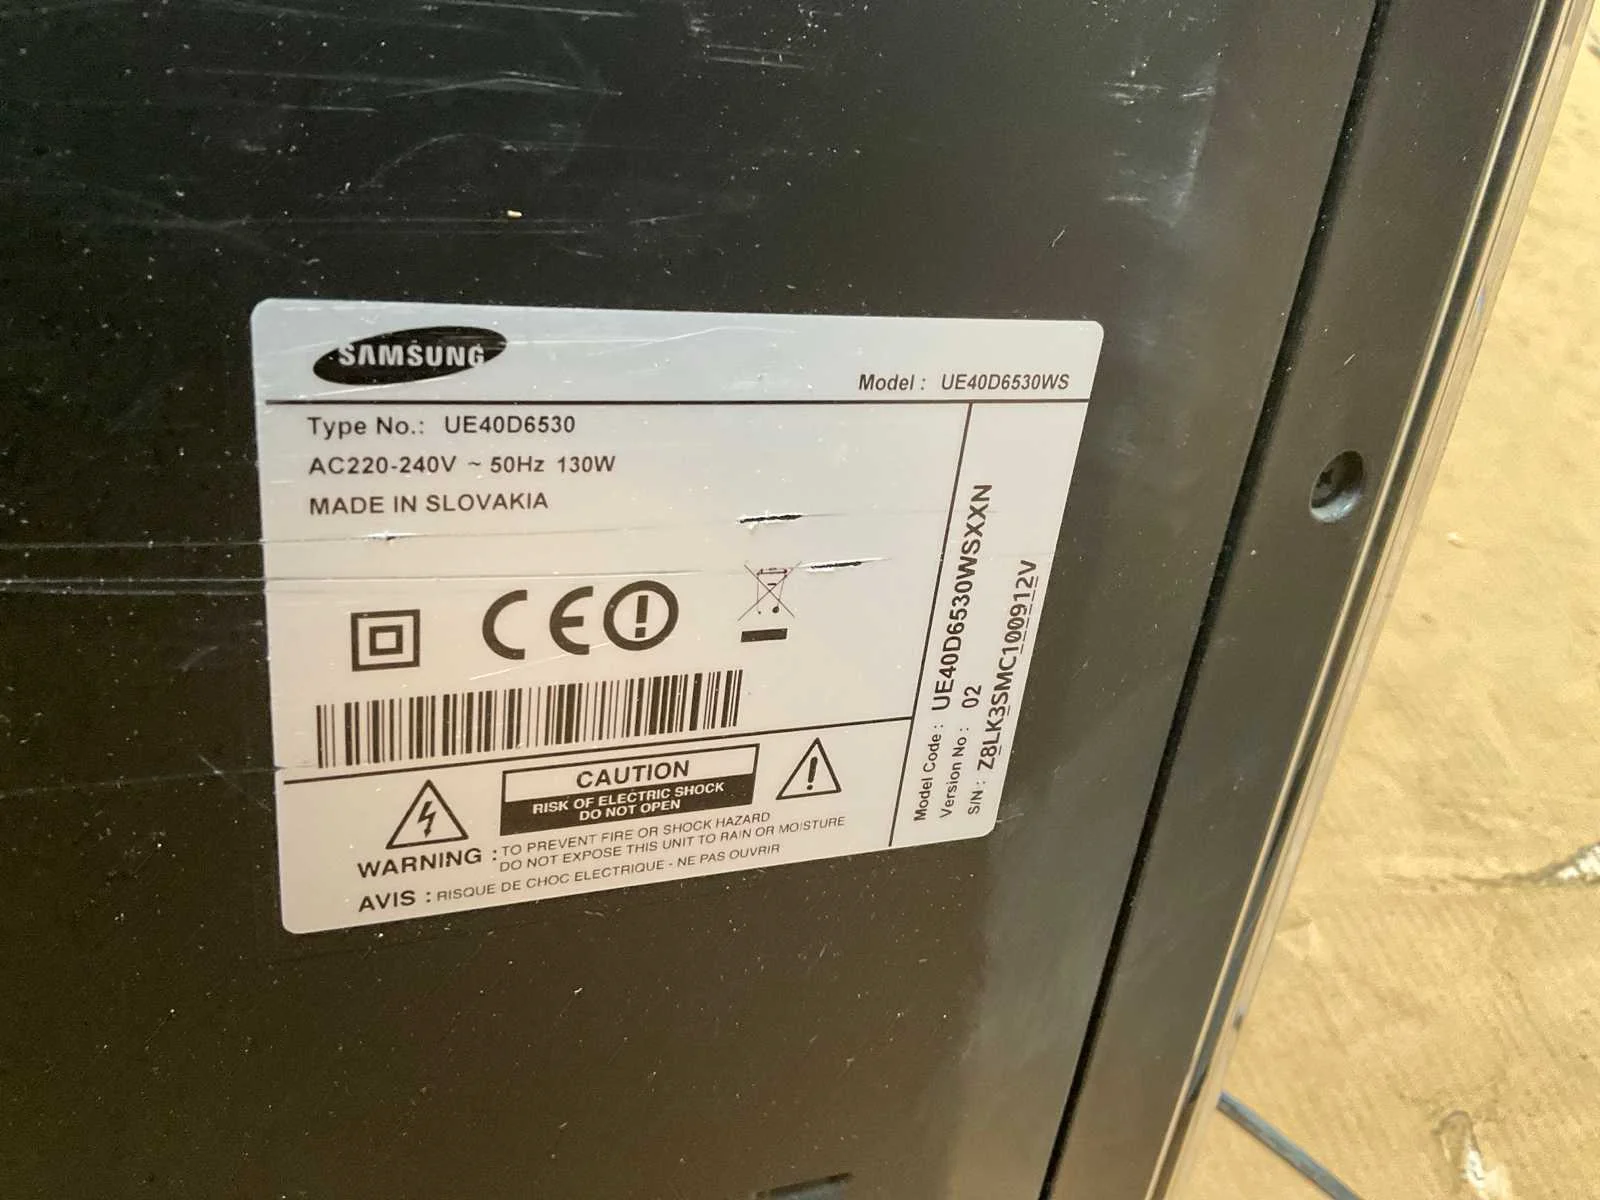 SAMSUNG
Model : UE40D6530WS
Type No.: UE40D6530
AC220-240V ~ 50Hz 130W
MADE IN SLOVAKIA
CE
CAUTION
RISK OF ELECTRIC SHOCK
DO NOT OPEN
WARNING : TO PREVENT FIRE OR SHOCK HAZARD
DO NOT EXPOSE THIS UNIT TO RAIN OR MOISTURE
AVIS : RISQUE DE CHOC ELECTRIQUE - NE PAS OUVRIR
Model Code : UE40D6530WSXXN
Version No : 02
S/N : Z8LK3SMC100912V